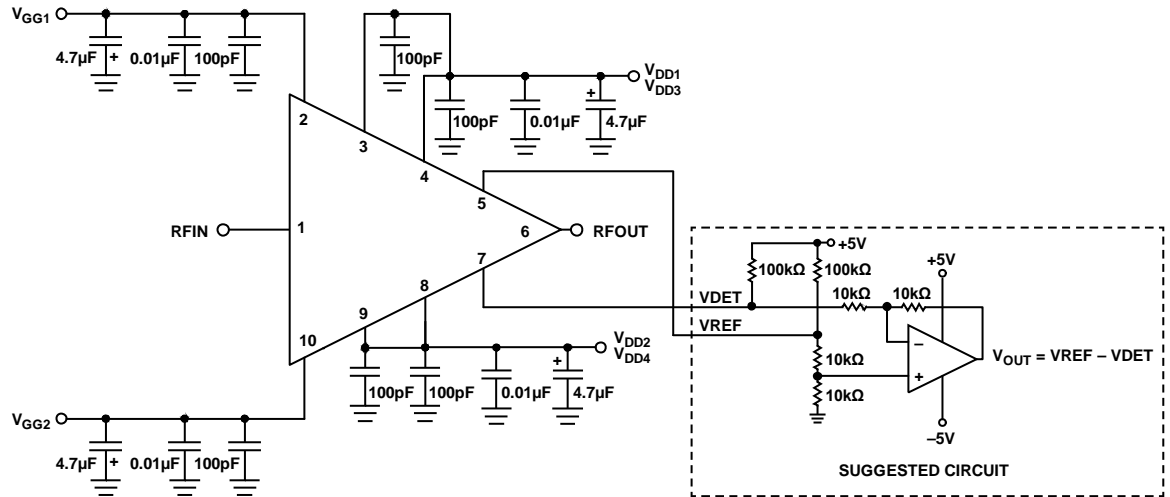 VGG1
4.7µF +
0.01µF
100pF
100pF
VDD1
VDD3
100pF
0.01µF
+
4.7µF
2
3
4
5
RFIN
1
6
RFOUT
7
8
9
10
+5V
100kΩ
100kΩ
+5V
VDET
10kΩ
10kΩ
VREF
10kΩ
–
+
VOUT = VREF – VDET
10kΩ
–5V
SUGGESTED CIRCUIT
VDD2
VDD4
100pF
100pF
0.01µF
+
4.7µF
VGG2
4.7µF +
0.01µF
100pF